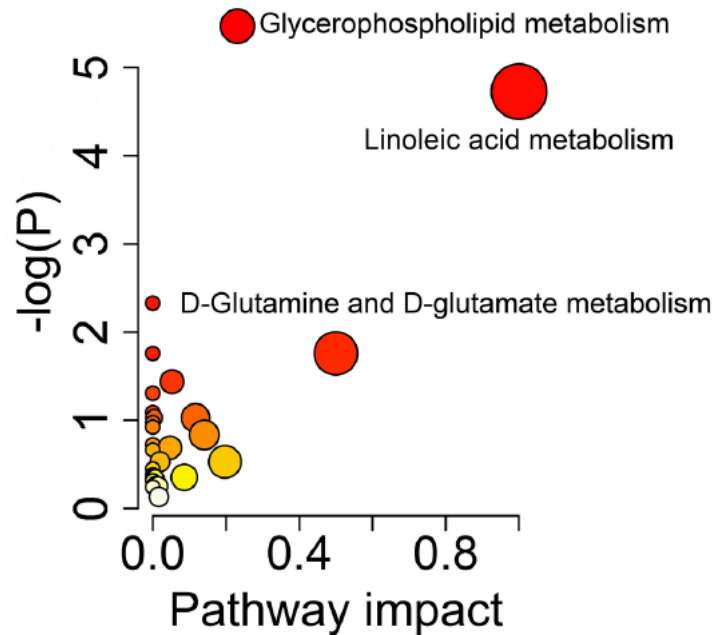 Glycerophospholipid metabolism
5
Linoleic acid metabolism
4
3
-log(P)
D-Glutamine and D-glutamate metabolism
2
1
0
0.0 0.4 0.8
Pathway impact